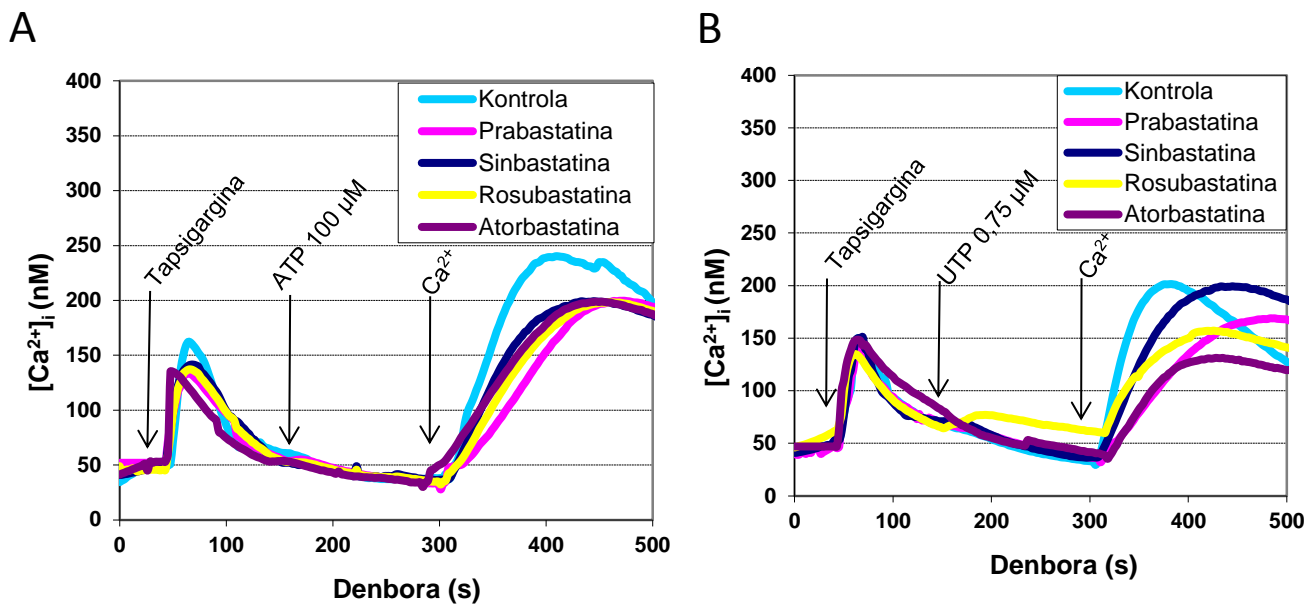 A
400
350
300
250
200
150
100
50
0
[Ca²⁺]ᵢ (nM)
0
100
200
300
400
500
Denbora (s)
Tapsigargina
ATP 100 µM
Ca²⁺
Kontrola
Prabastatina
Sinbastatina
Rosubastatina
Atorbastatina
B
400
350
300
250
200
150
100
50
0
[Ca²⁺]ᵢ (nM)
0
100
200
300
400
500
Denbora (s)
Tapsigargina
UTP 0,75 µM
Ca²⁺
Kontrola
Prabastatina
Sinbastatina
Rosubastatina
Atorbastatina